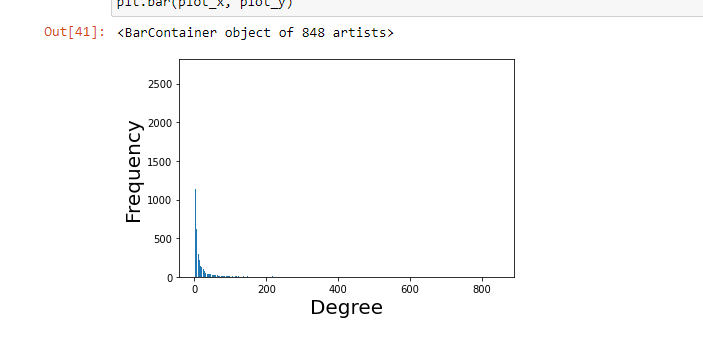 plt.bar(plot_x, plot_y)
Out[41]: <BarContainer object of 848 artists>
2500
2000
1500
1000
500
0
Frequency
0 200 400 600 800
Degree